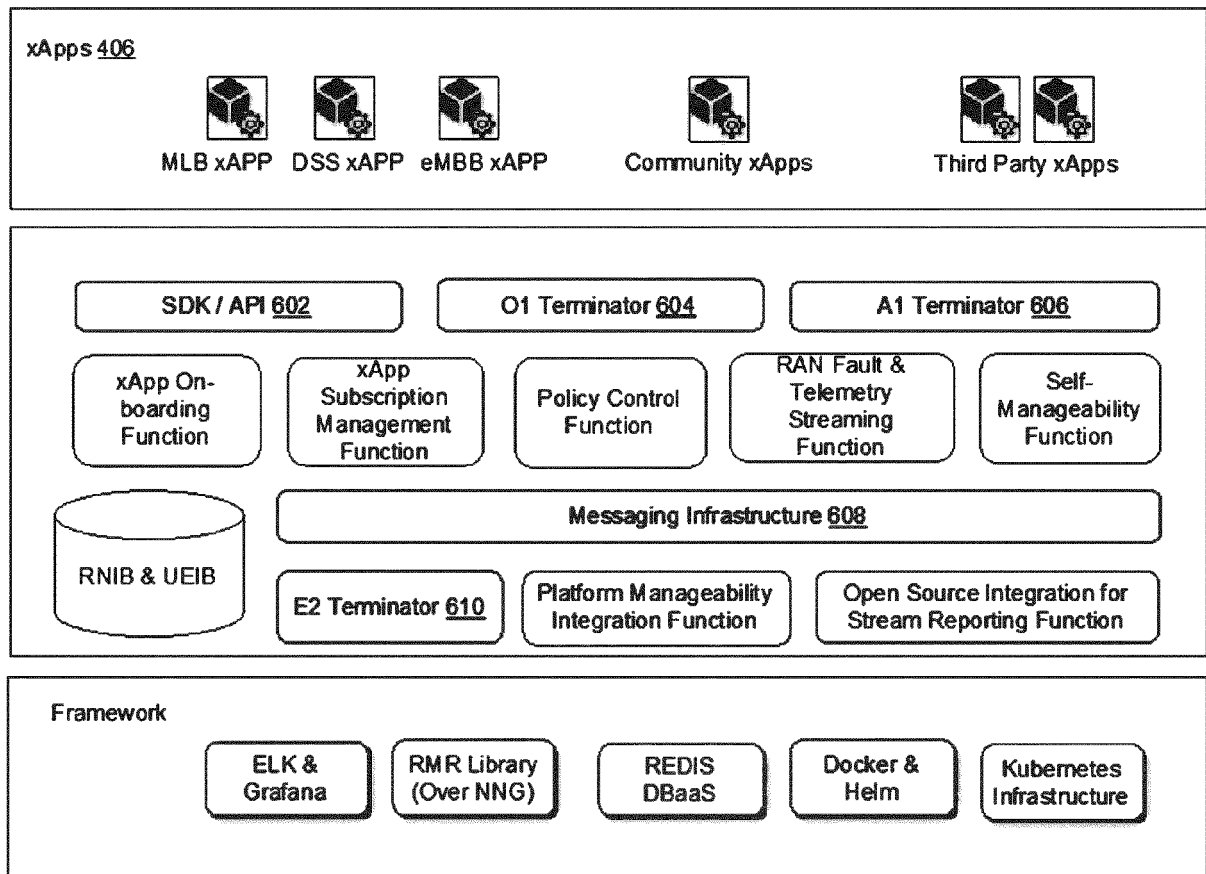 xApps 406
MLB xAPP
DSS xAPP
eMBB xAPP
Community xApps
Third Party xApps
SDK / API 602
O1 Terminator 604
A1 Terminator 606
xApp On-
boarding
Function
xApp
Subscription
Management
Function
Policy Control
Function
RAN Fault &
Telemetry
Streaming
Function
Self-
Manageability
Function
RNIB & UEIB
Messaging Infrastructure 608
E2 Terminator 610
Platform Manageability
Integration Function
Open Source Integration for
Stream Reporting Function
Framework
ELK &
Grafana
RMR Library
(Over NNG)
REDIS
DBaaS
Docker &
Helm
Kubernetes
Infrastructure